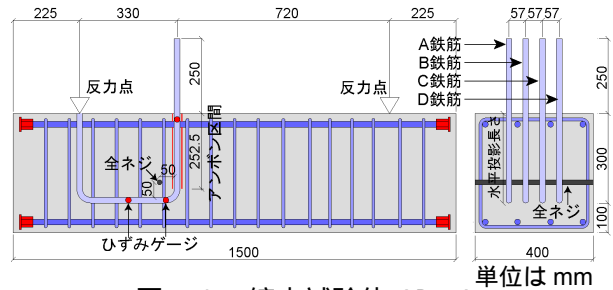 225 330 720 225
57 57 57
250
反力点
反力点
A鉄筋
B鉄筋
C鉄筋
D鉄筋
250
アンボン区間
252.5
全ネジ
50
50
水平投影長さ
300
全ネジ
100
ひずみゲージ
1500
400
単位は mm